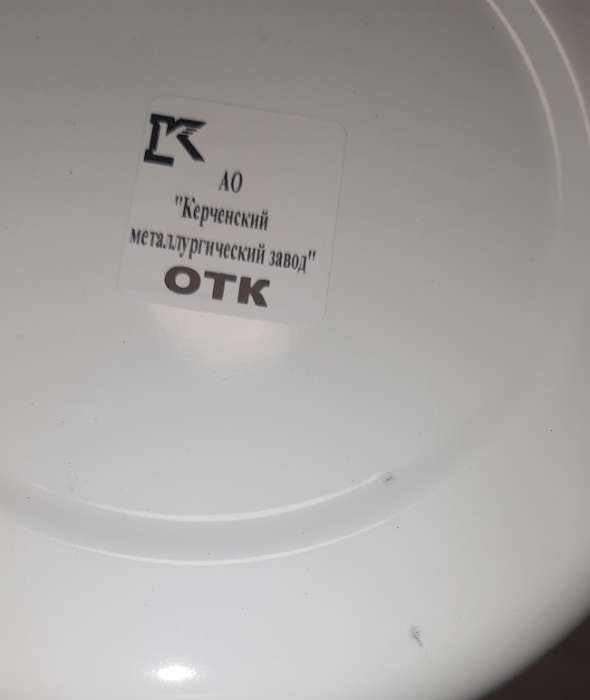 К
АО
"Керченский
металлургический завод"
ОТК